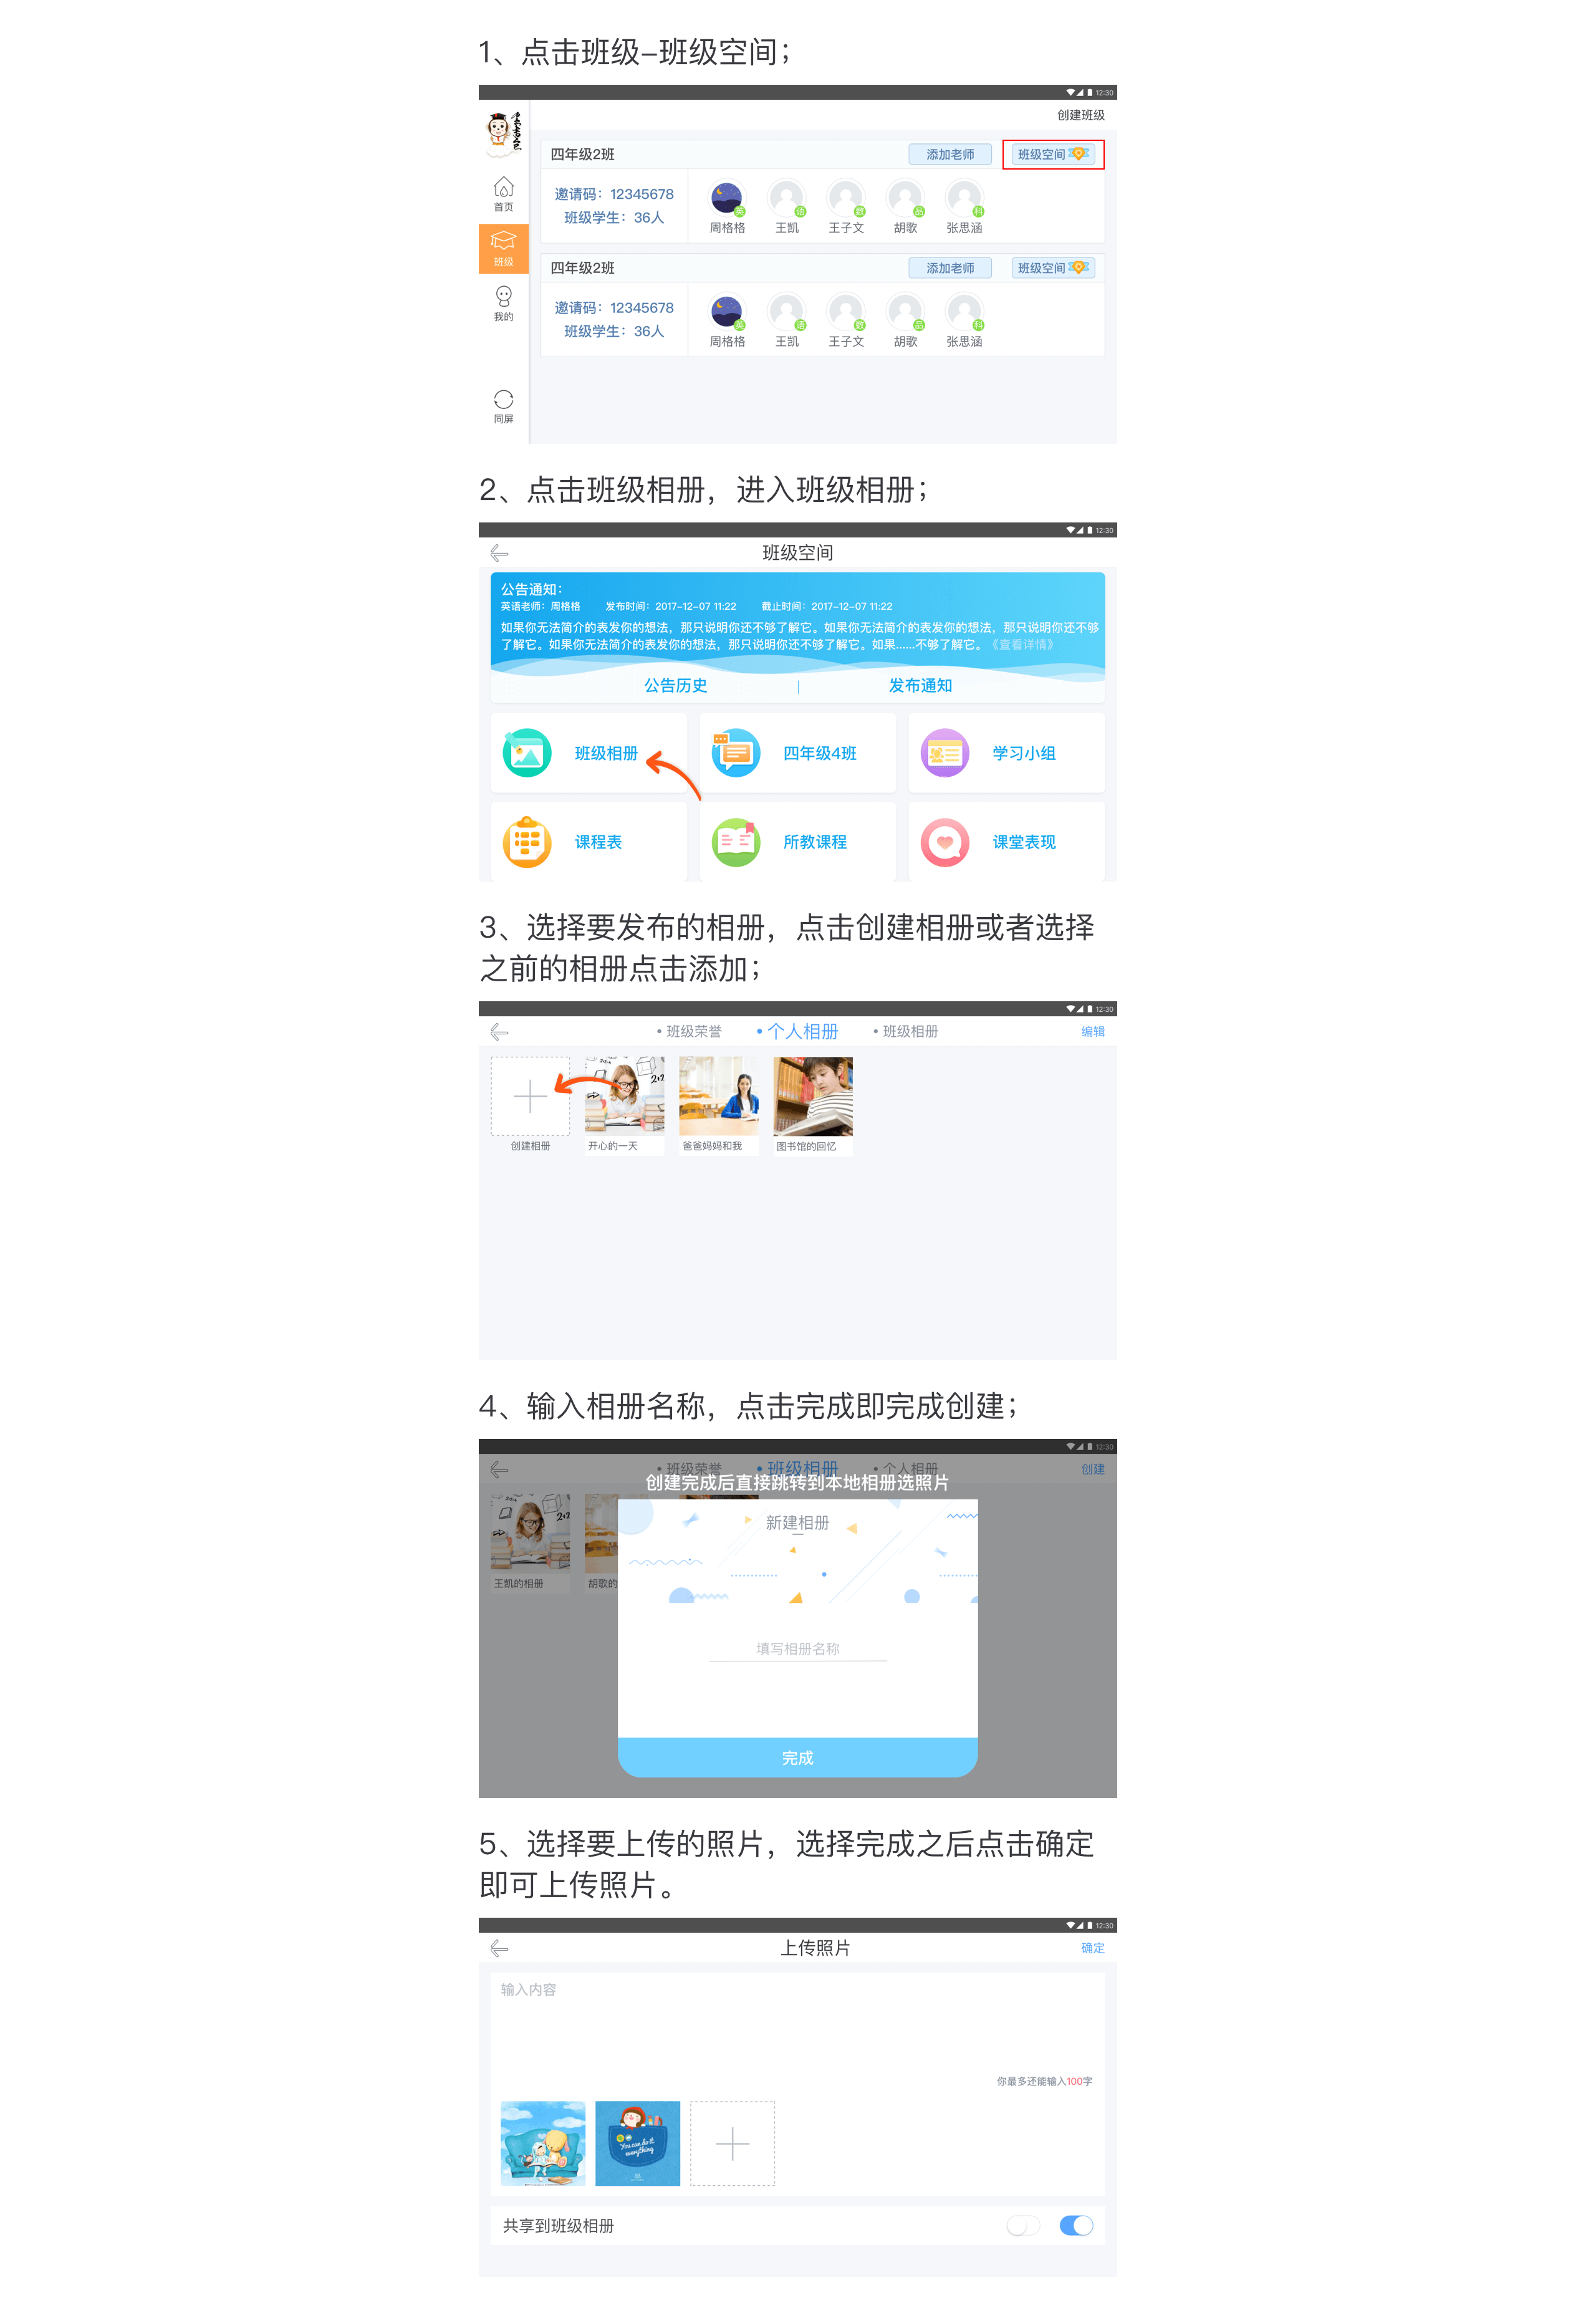 1、点击班级-班级空间；
12:30
创建班级
首页
班级
我的
同屏
四年级2班
添加老师
班级空间
邀请码：12345678
班级学生：36人
英
语
数
品
科
周格格
王凯
王子文
胡歌
张思涵
四年级2班
添加老师
班级空间
邀请码：12345678
班级学生：36人
英
语
数
品
科
周格格
王凯
王子文
胡歌
张思涵
2、点击班级相册，进入班级相册；
12:30
班级空间
公告通知：
英语老师：周格格 发布时间：2017-12-07 11:22 截止时间：2017-12-07 11:22
如果你无法简介的表发你的想法，那只说明你还不够了解它。如果你无法简介的表发你的想法，那只说明你还不够
了解它。如果你无法简介的表发你的想法，那只说明你还不够了解它。如果......不够了解它。《查看详情》
公告历史 | 发布通知
班级相册
四年级4班
学习小组
课程表
所教课程
课堂表现
3、选择要发布的相册，点击创建相册或者选择
之前的相册点击添加；
12:30
• 班级荣誉
• 个人相册
• 班级相册
编辑
创建相册
开心的一天
爸爸妈妈和我
图书馆的回忆
4、输入相册名称，点击完成即完成创建；
12:30
• 班级荣誉
• 班级相册
• 个人相册
创建
创建完成后直接跳转到本地相册选照片
王凯的相册
胡歌的
新建相册
填写相册名称
完成
5、选择要上传的照片，选择完成之后点击确定
即可上传照片。
12:30
上传照片
确定
输入内容
你最多还能输入100字
You can do it
everything
共享到班级相册